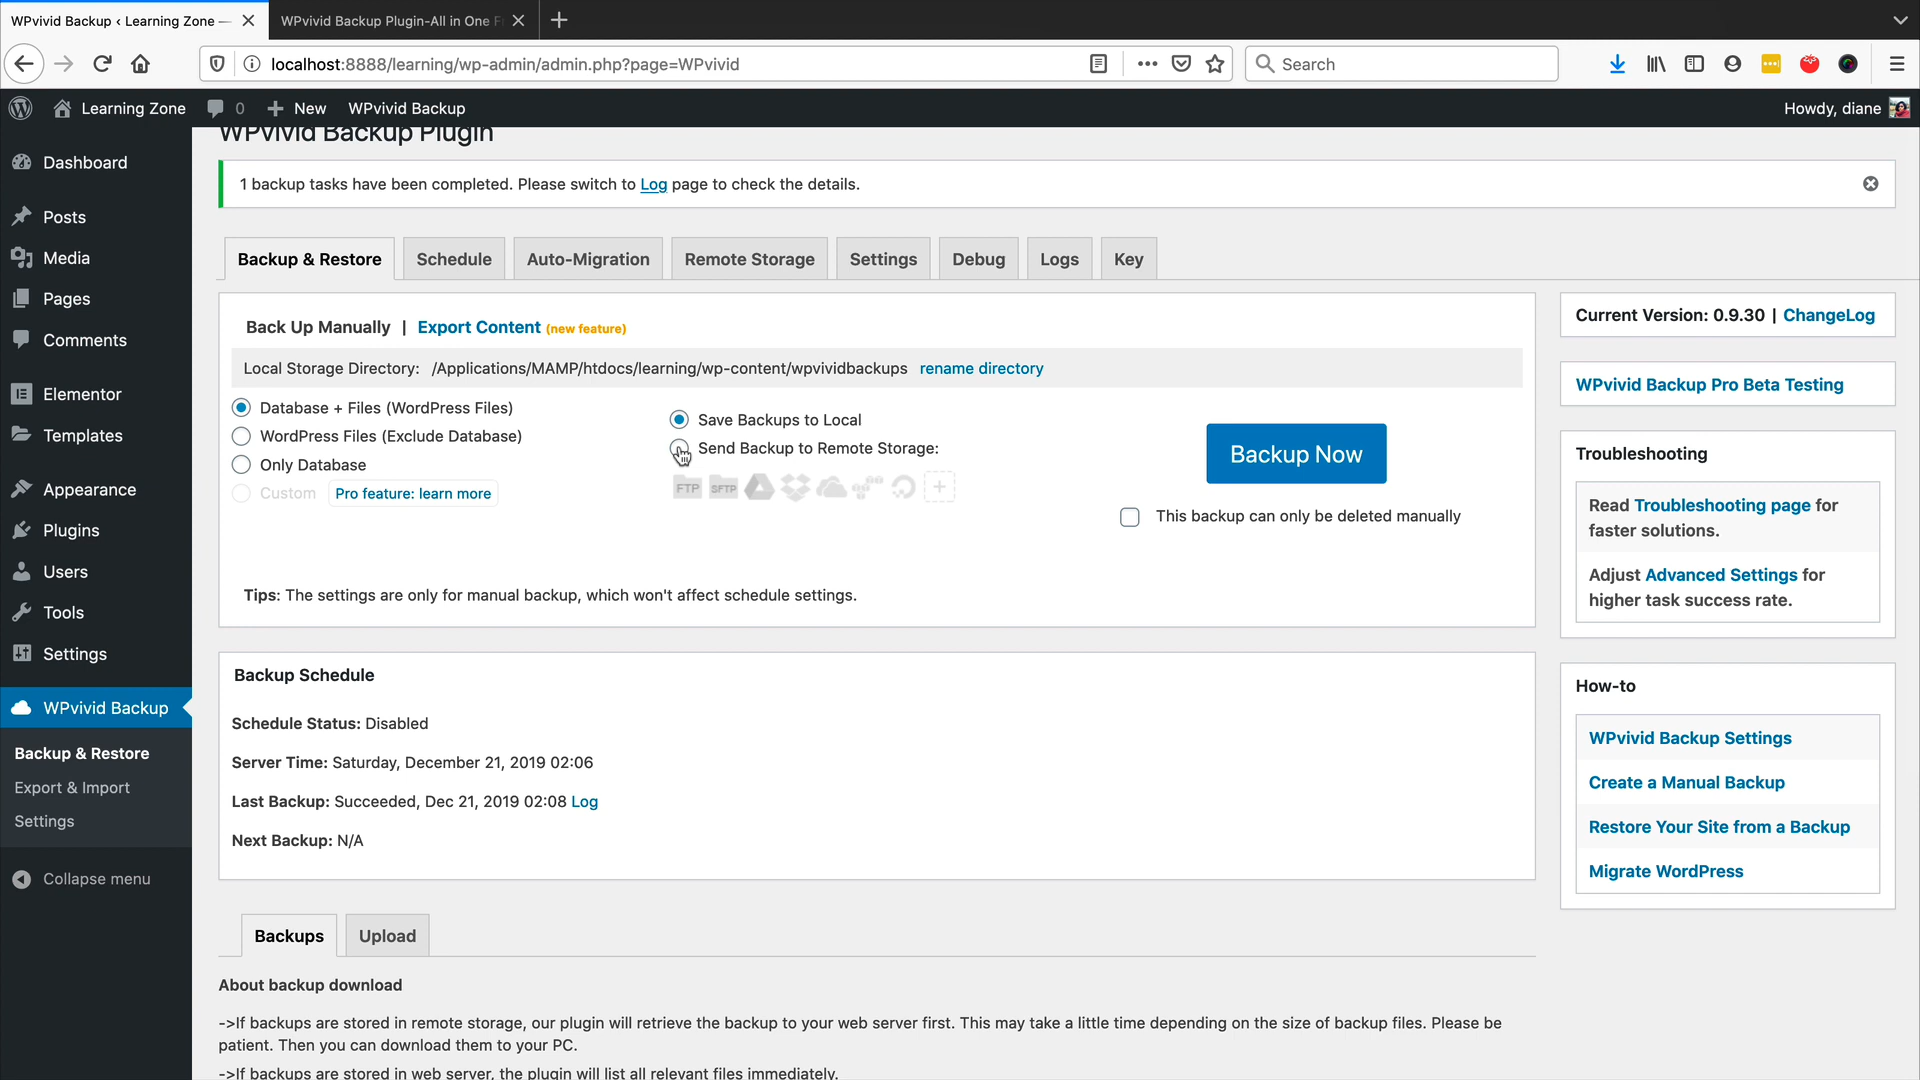 WPvivid Backup ‹ Learning Zone —
WPvivid Backup Plugin-All in One F
localhost:8888/learning/wp-admin/admin.php?page=WPvivid
Search
Learning Zone
0
New
WPvivid Backup
Howdy, diane
Dashboard
Posts
Media
Pages
Comments
Elementor
Templates
Appearance
Plugins
Users
Tools
Settings
WPvivid Backup
Backup & Restore
Export & Import
Settings
Collapse menu
WPvivid Backup Plugin
1 backup tasks have been completed. Please switch to Log page to check the details.
Backup & Restore
Schedule
Auto-Migration
Remote Storage
Settings
Debug
Logs
Key
Back Up Manually | Export Content (new feature)
Local Storage Directory: /Applications/MAMP/htdocs/learning/wp-content/wpvividbackups rename directory
Database + Files (WordPress Files)
WordPress Files (Exclude Database)
Only Database
Custom Pro feature: learn more
Save Backups to Local
Send Backup to Remote Storage:
FTP SFTP
Backup Now
This backup can only be deleted manually
Tips: The settings are only for manual backup, which won't affect schedule settings.
Backup Schedule
Schedule Status: Disabled
Server Time: Saturday, December 21, 2019 02:06
Last Backup: Succeeded, Dec 21, 2019 02:08 Log
Next Backup: N/A
Backups
Upload
About backup download
->If backups are stored in remote storage, our plugin will retrieve the backup to your web server first. This may take a little time depending on the size of backup files. Please be
patient. Then you can download them to your PC.
->If backups are stored in web server, the plugin will list all relevant files immediately.
Current Version: 0.9.30 | ChangeLog
WPvivid Backup Pro Beta Testing
Troubleshooting
Read Troubleshooting page for
faster solutions.
Adjust Advanced Settings for
higher task success rate.
How-to
WPvivid Backup Settings
Create a Manual Backup
Restore Your Site from a Backup
Migrate WordPress